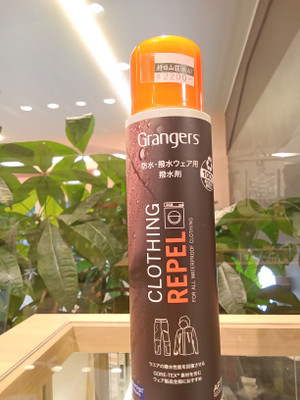 ¥2200
Grangers
防水・撥水ウェア用
撥水剤
CLOTHING
REPEL
FOR ALL WATERPROOF CLOTHING
ウエアの撥水性能を回復させる
GORE-TEX® 素材を含む
ウェア製品全般におすすめ